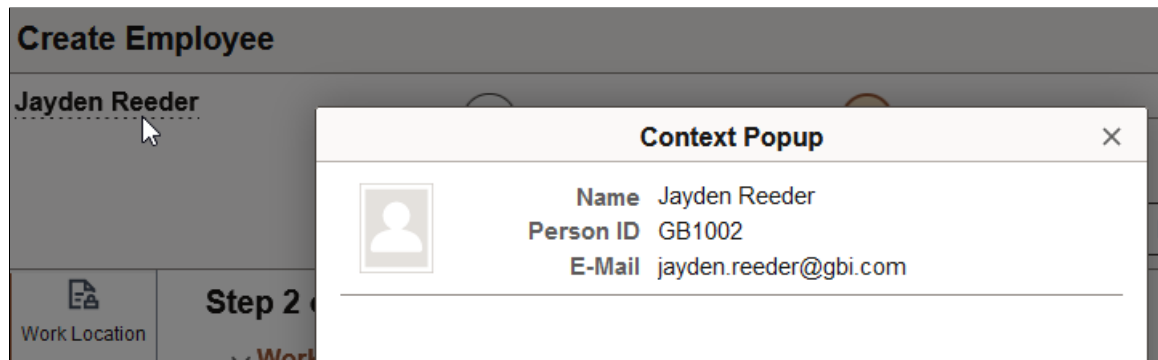 Create Employee
Jayden Reeder
Context Popup
Name Jayden Reeder
Person ID GB1002
E-Mail jayden.reeder@gbi.com
Step 2
Work Location